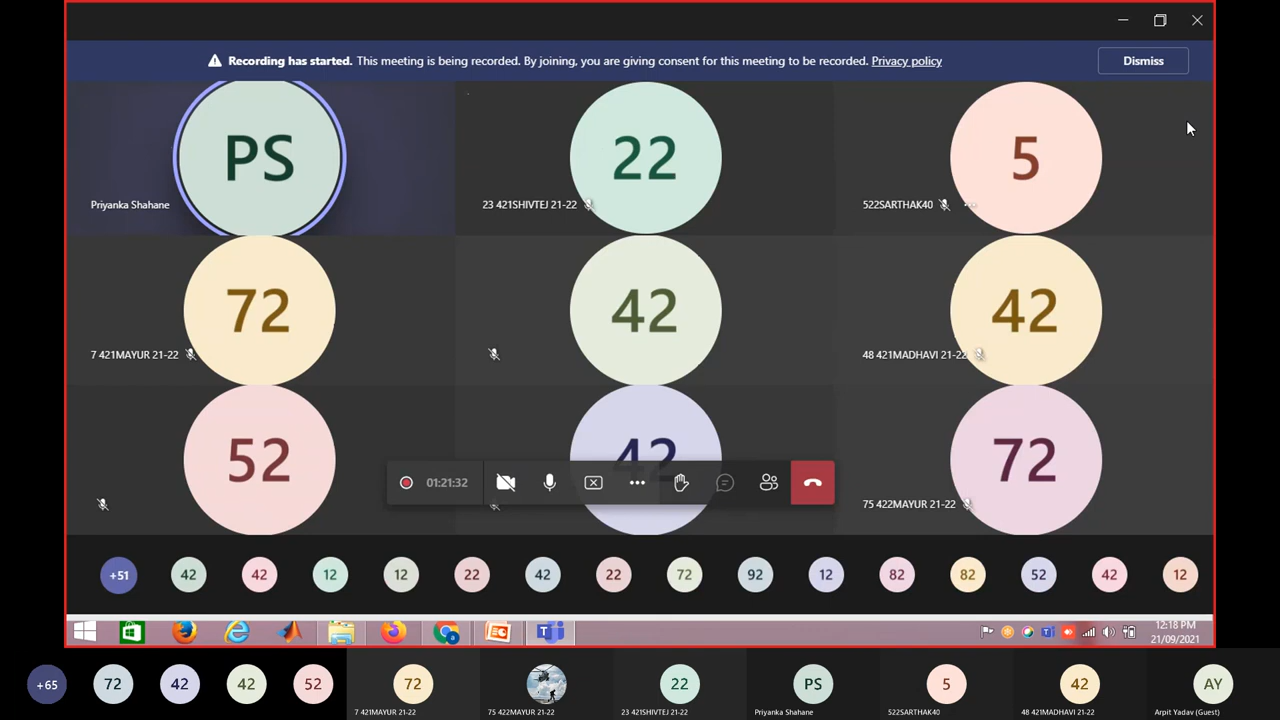 Recording has started. This meeting is being recorded. By joining, you are giving consent for this meeting to be recorded. Privacy policy
Dismiss
PS
22
5
Priyanka Shahane
23 421SHIVTEJ 21-22
522SARTHAK40
72
42
42
7 421MAYUR 21-22
48 421MADHAVI 21-22
52
42
72
01:21:32
75 422MAYUR 21-22
+51 42 42 12 12 22 42 22 72 92 12 82 82 52 42 12
12:18 PM
21/09/2021
+65 72 42 42 52 72 22 PS 5 42 AY
7 421MAYUR 21-22
75 422MAYUR 21-22
23 421SHIVTEJ 21-22
Priyanka Shahane
522SARTHAK40
48 421MADHAVI 21-22
Arpit Yadav (Guest)